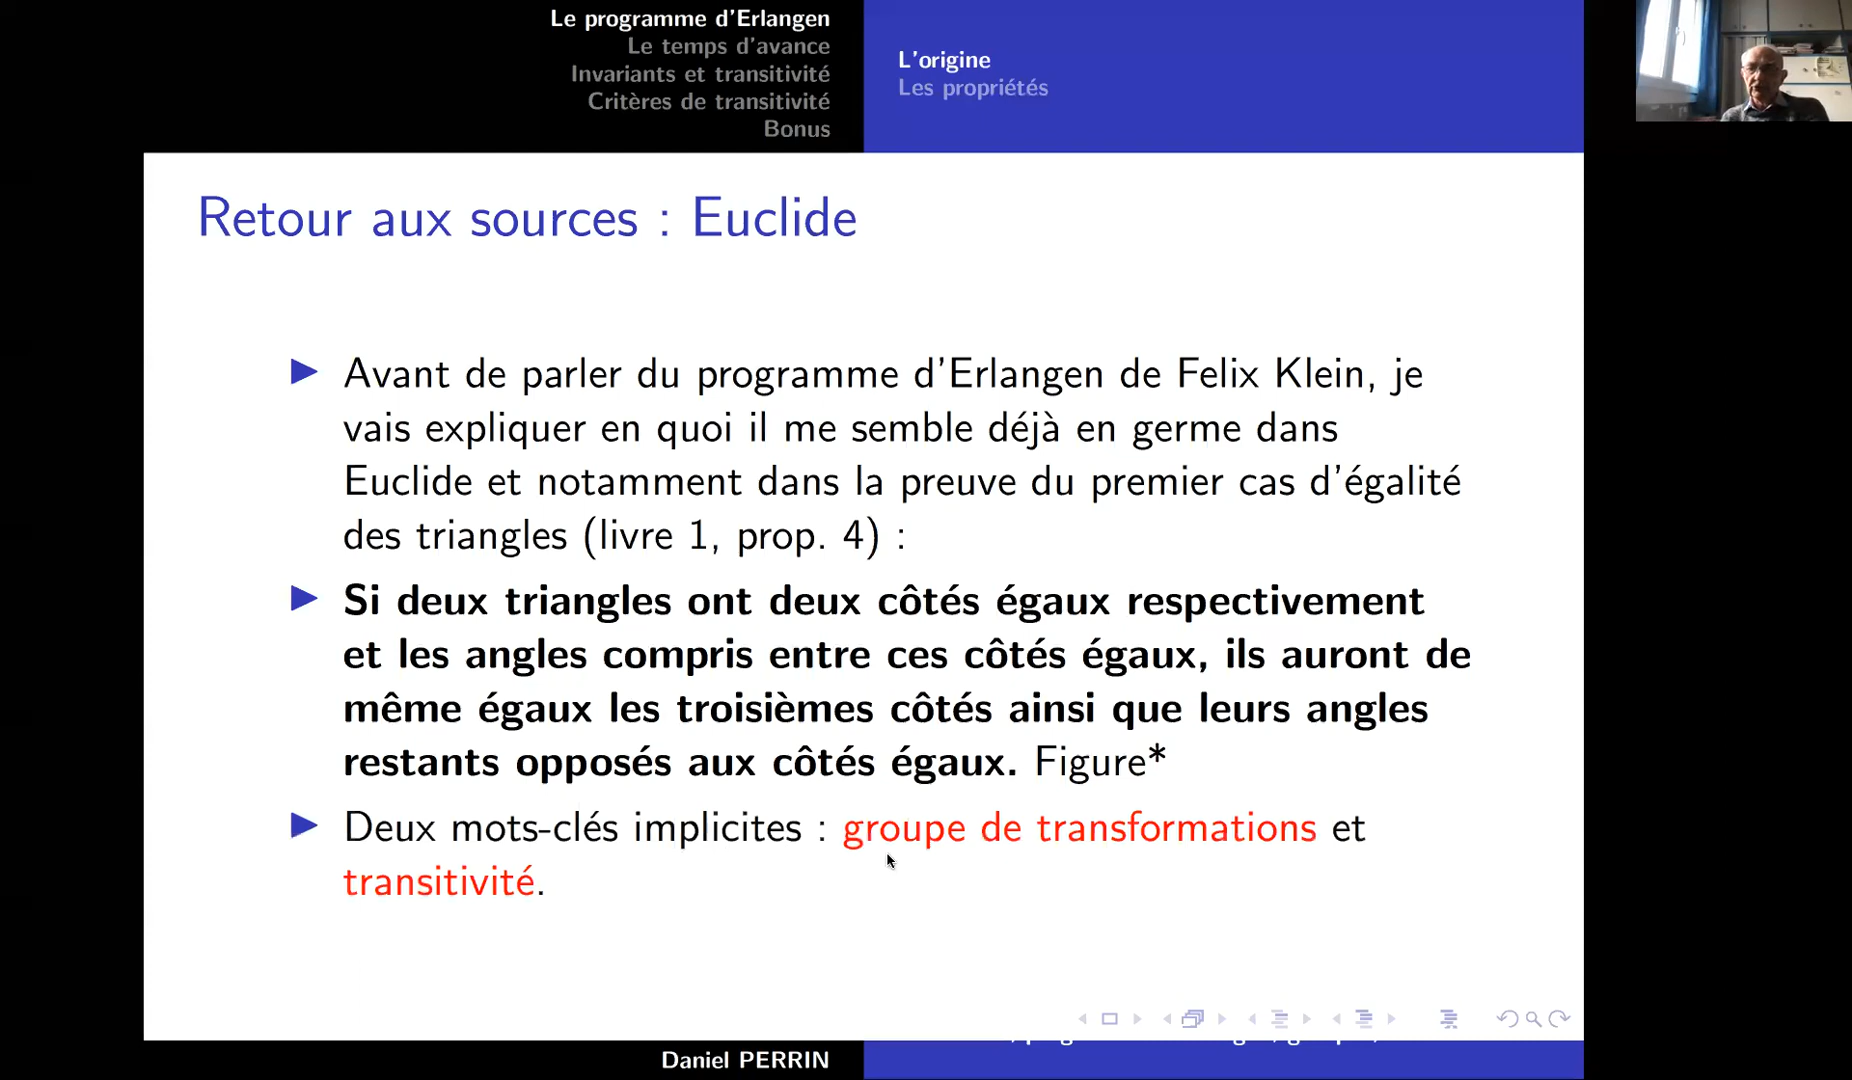 Le programme d'Erlangen
Le temps d'avance
Invariants et transitivité
Critères de transitivité
Bonus
L'origine
Les propriétés
Retour aux sources : Euclide
Avant de parler du programme d'Erlangen de Felix Klein, je
vais expliquer en quoi il me semble déjà en germe dans
Euclide et notamment dans la preuve du premier cas d'égalité
des triangles (livre 1, prop. 4) :
Si deux triangles ont deux côtés égaux respectivement
et les angles compris entre ces côtés égaux, ils auront de
même égaux les troisièmes côtés ainsi que leurs angles
restants opposés aux côtés égaux. Figure*
Deux mots-clés implicites : groupe de transformations et
transitivité.
Daniel PERRIN